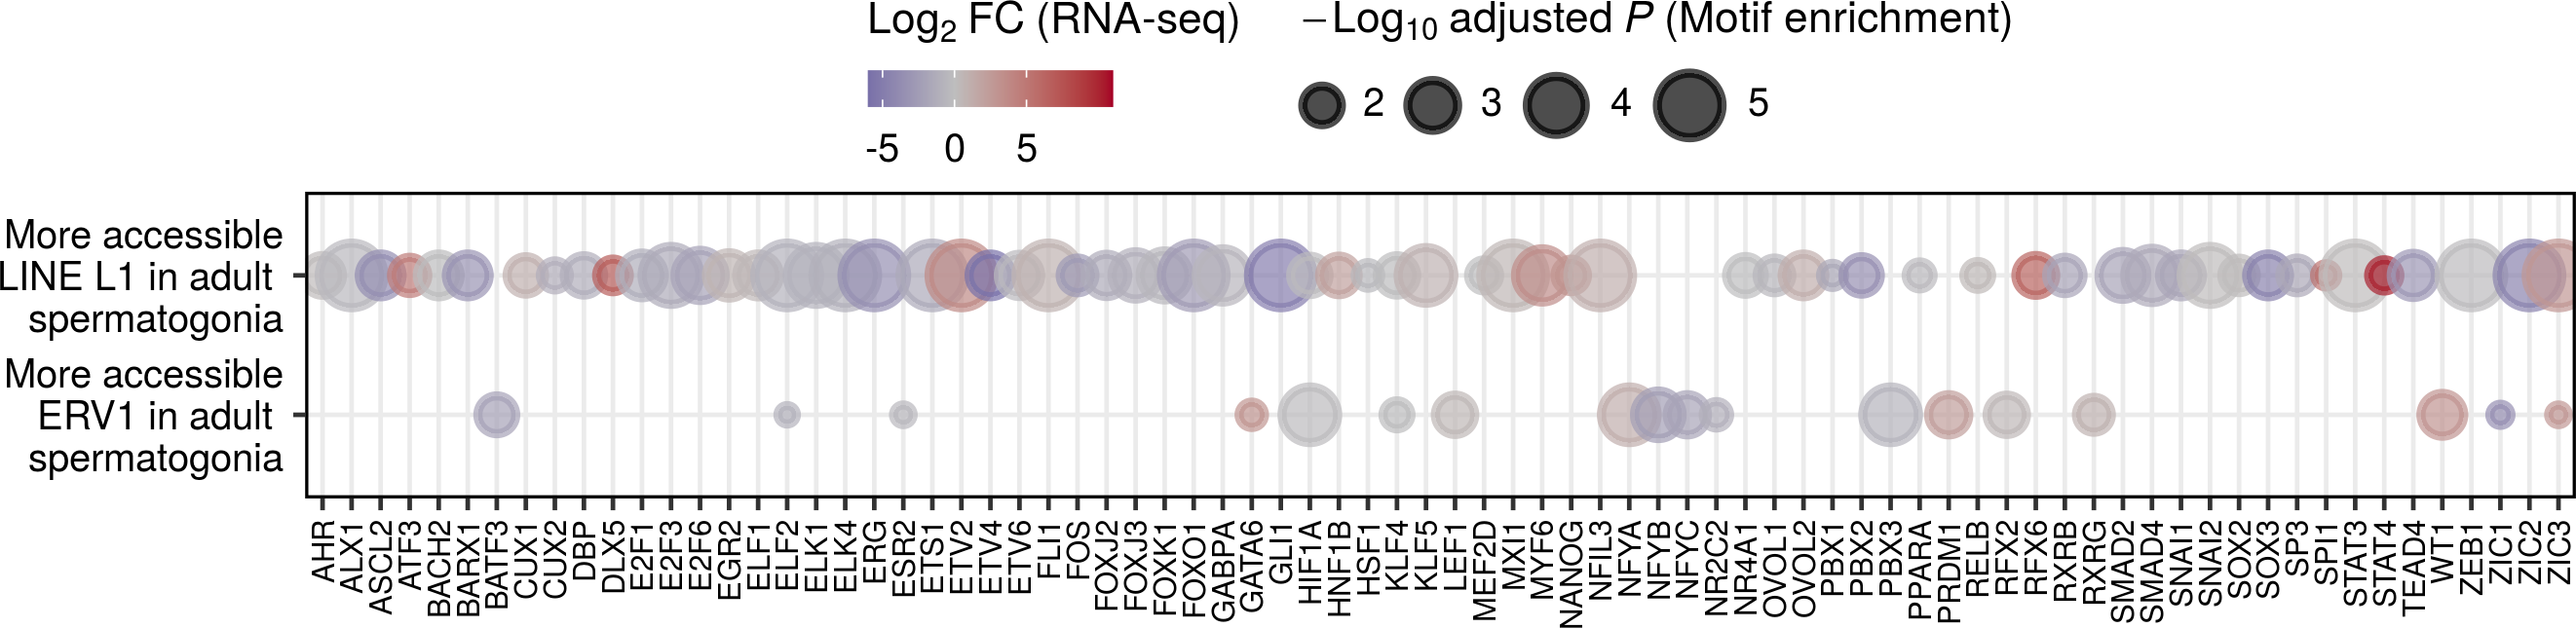 Log₂ FC (RNA-seq)
−Log₁₀ adjusted P (Motif enrichment)
-5 0 5
2 3 4 5
More accessible
LINE L1 in adult
spermatogonia
More accessible
ERV1 in adult
spermatogonia
AHR
ALX1
ASCL2
ATF3
BACH2
BARX1
BATF3
CUX1
CUX2
DBP
DLX5
E2F1
E2F3
E2F6
EGR2
ELF1
ELF2
ELK1
ELK4
ERG
ESR2
ETS1
ETV2
ETV4
ETV6
FLI1
FOS
FOXJ2
FOXJ3
FOXK1
FOXO1
GABPA
GATA6
GLI1
HIF1A
HNF1B
HSF1
KLF4
KLF5
LEF1
MEF2D
MXI1
MYF6
NANOG
NFIL3
NFYA
NFYB
NFYC
NR2C2
NR4A1
OVOL1
OVOL2
PBX1
PBX2
PBX3
PPARA
PRDM1
RELB
RFX2
RFX6
RXRB
RXRG
SMAD2
SMAD4
SNAI1
SNAI2
SOX2
SOX3
SP3
SPI1
STAT3
STAT4
TEAD4
WT1
ZEB1
ZIC1
ZIC2
ZIC3